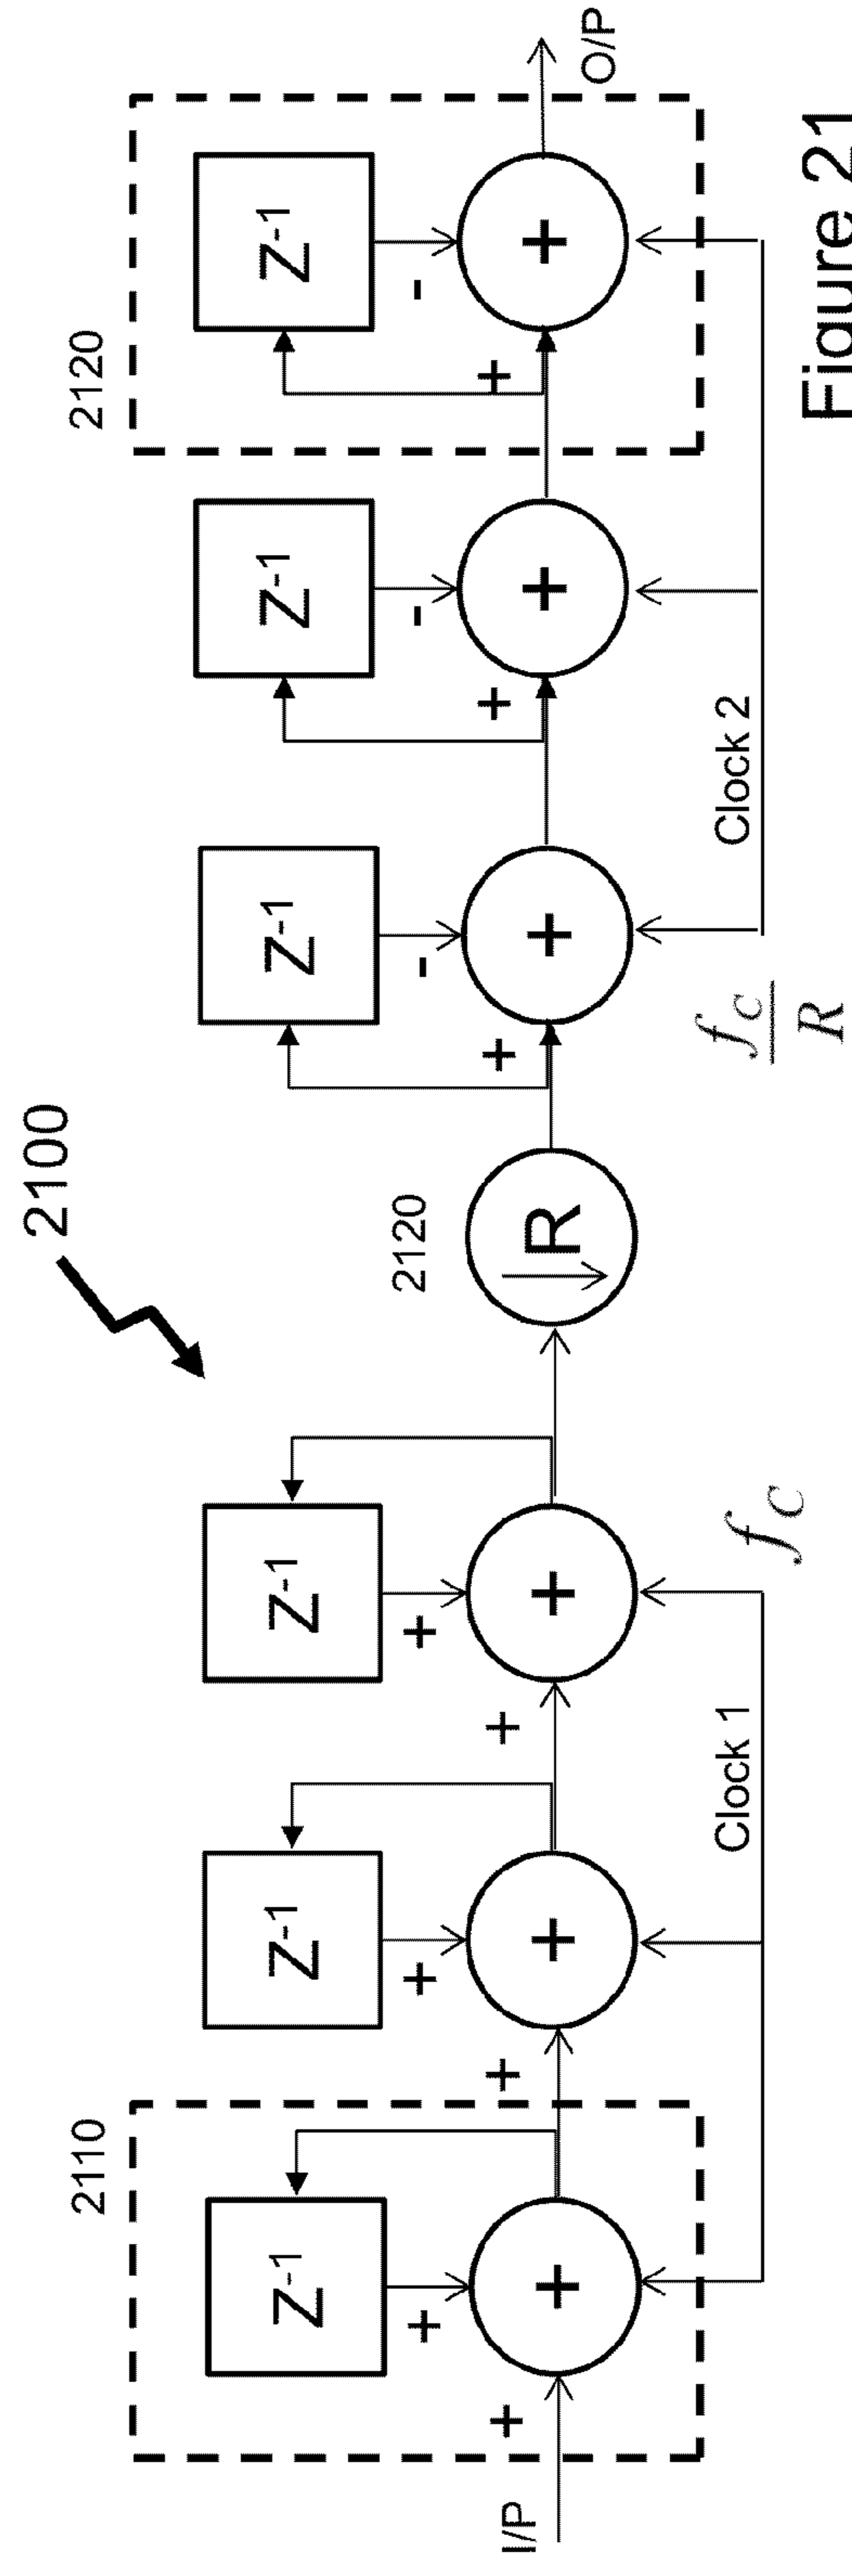 2100
2110
2120
2120
Z-1
Z-1
Z-1
Z-1
Z-1
Z-1
+
+
+
-
-
-
+
+
+
+
+
+
I/P
+
+
+
R
+
+
+
O/P
Clock 1
fC
fC
R
Clock 2
Figure 21